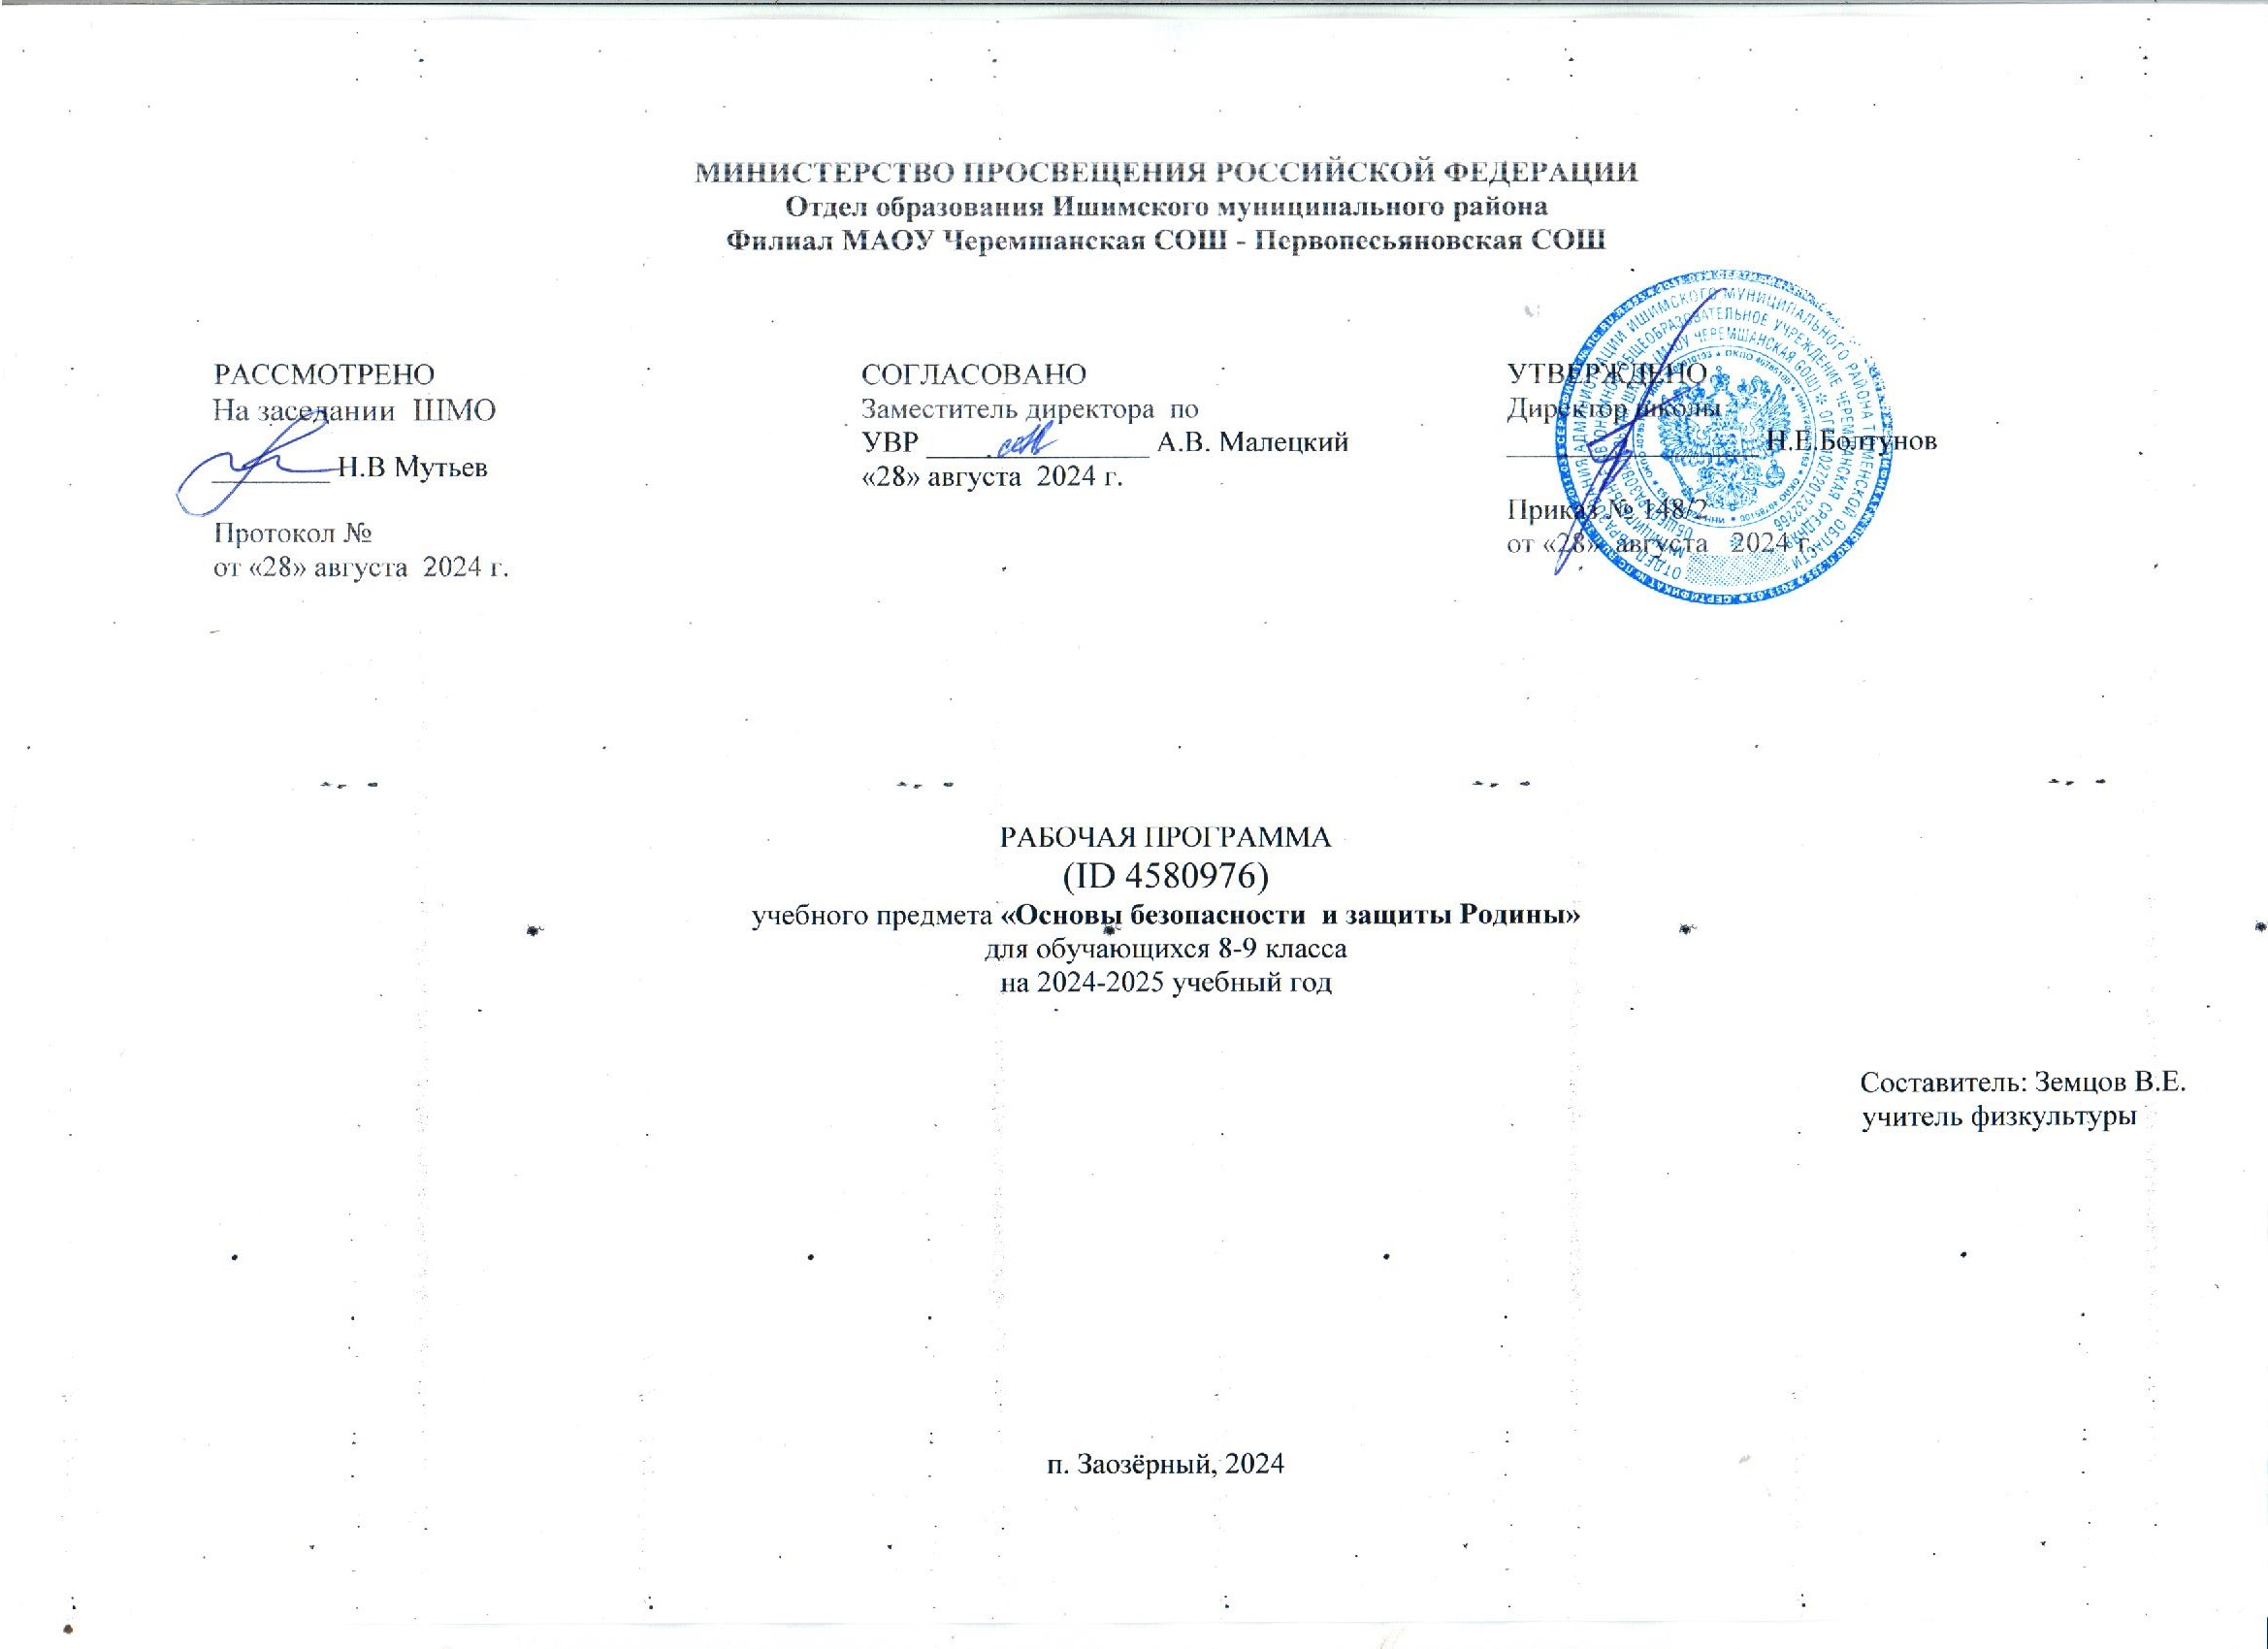 МИНИСТЕРСТВО ПРОСВЕЩЕНИЯ РОССИЙСКОЙ ФЕДЕРАЦИИ
Отдел образования Ишимского муниципального района
Филиал МАОУ Черемшанская СОШ - Первопесьяновская СОШ
РАССМОТРЕНО
На заседании ШМО
________Н.В Мутьев
Протокол №
от «28» августа 2024 г.
СОГЛАСОВАНО
Заместитель директора по
УВР ________________ А.В. Малецкий
«28» августа 2024 г.
УТВЕРЖДЕНО
Директор школы
__________________ Н.Е.Болтунов
Приказ № 148/2
от «28» августа 2024 г.
РАБОЧАЯ ПРОГРАММА
(ID 4580976)
учебного предмета «Основы безопасности и защиты Родины»
для обучающихся 8-9 класса
на 2024-2025 учебный год
Составитель: Земцов В.Е.
учитель физкультуры
п. Заозёрный, 2024